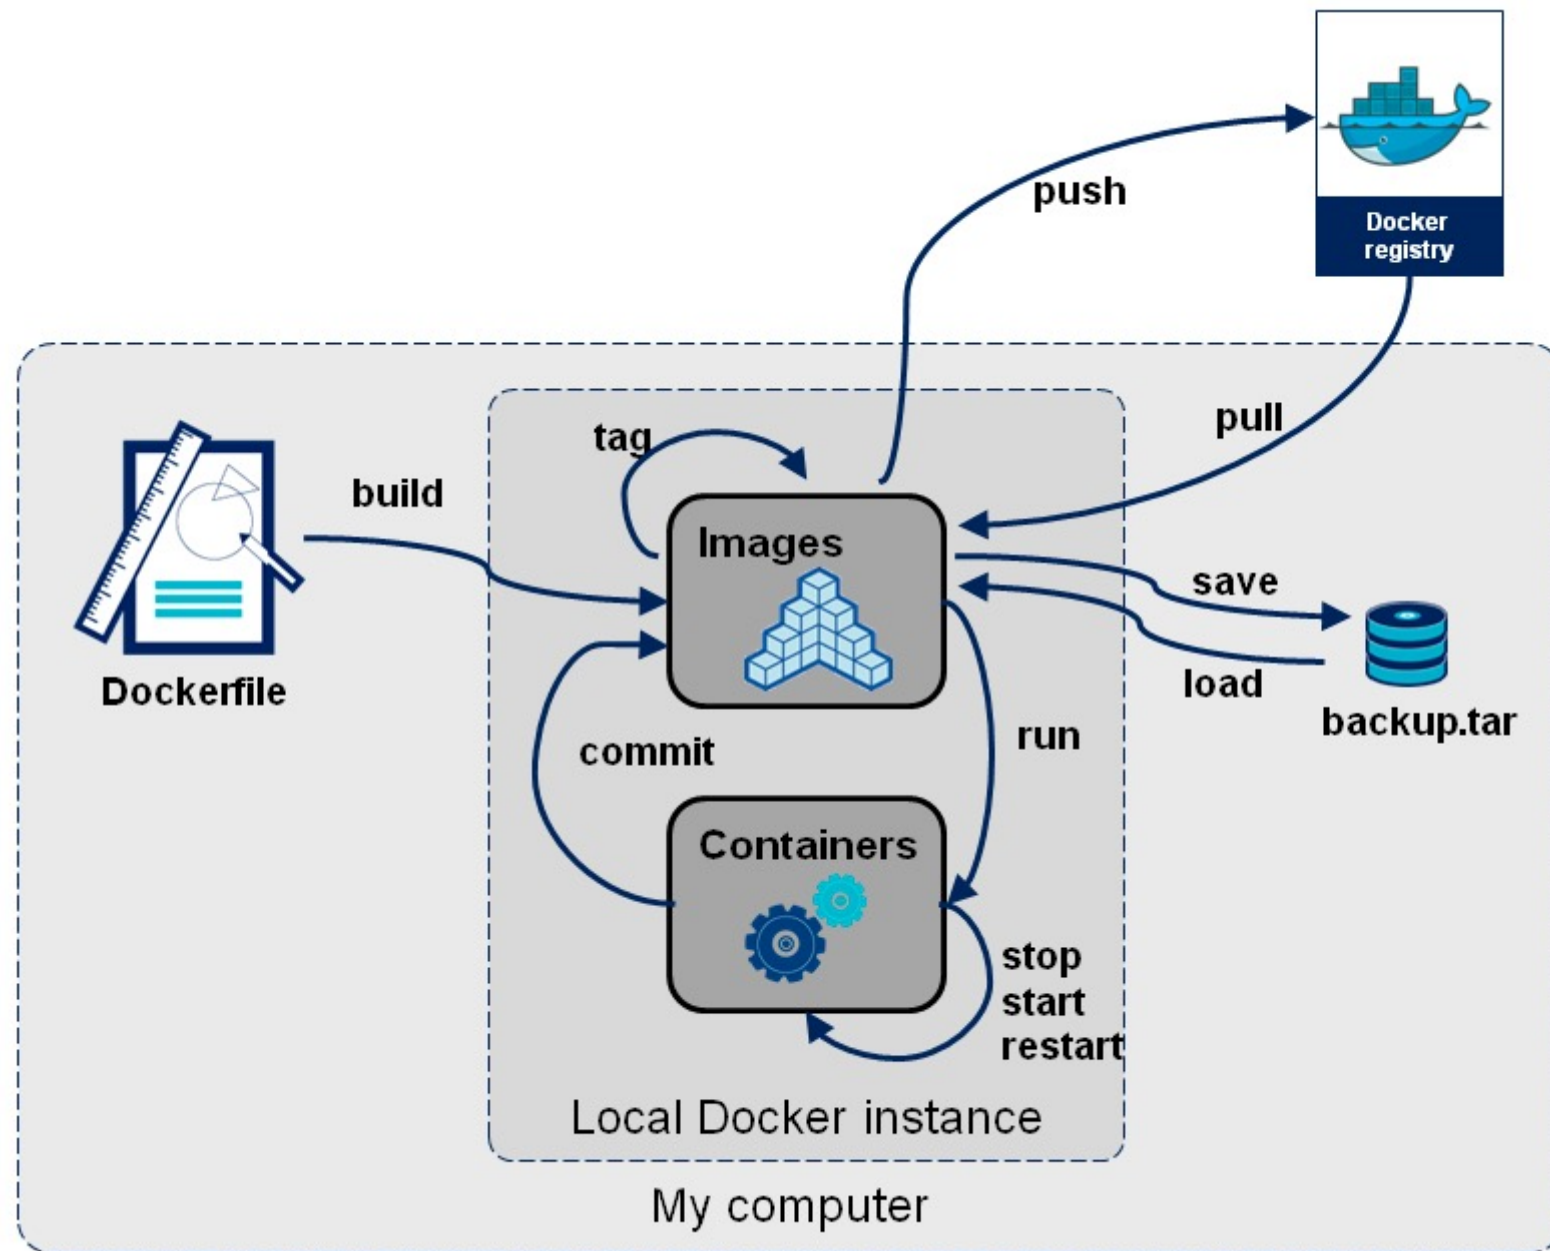 push
Docker
registry
tag
pull
build
Images
save
load
Dockerfile
backup.tar
commit
run
Containers
stop
start
restart
Local Docker instance
My computer